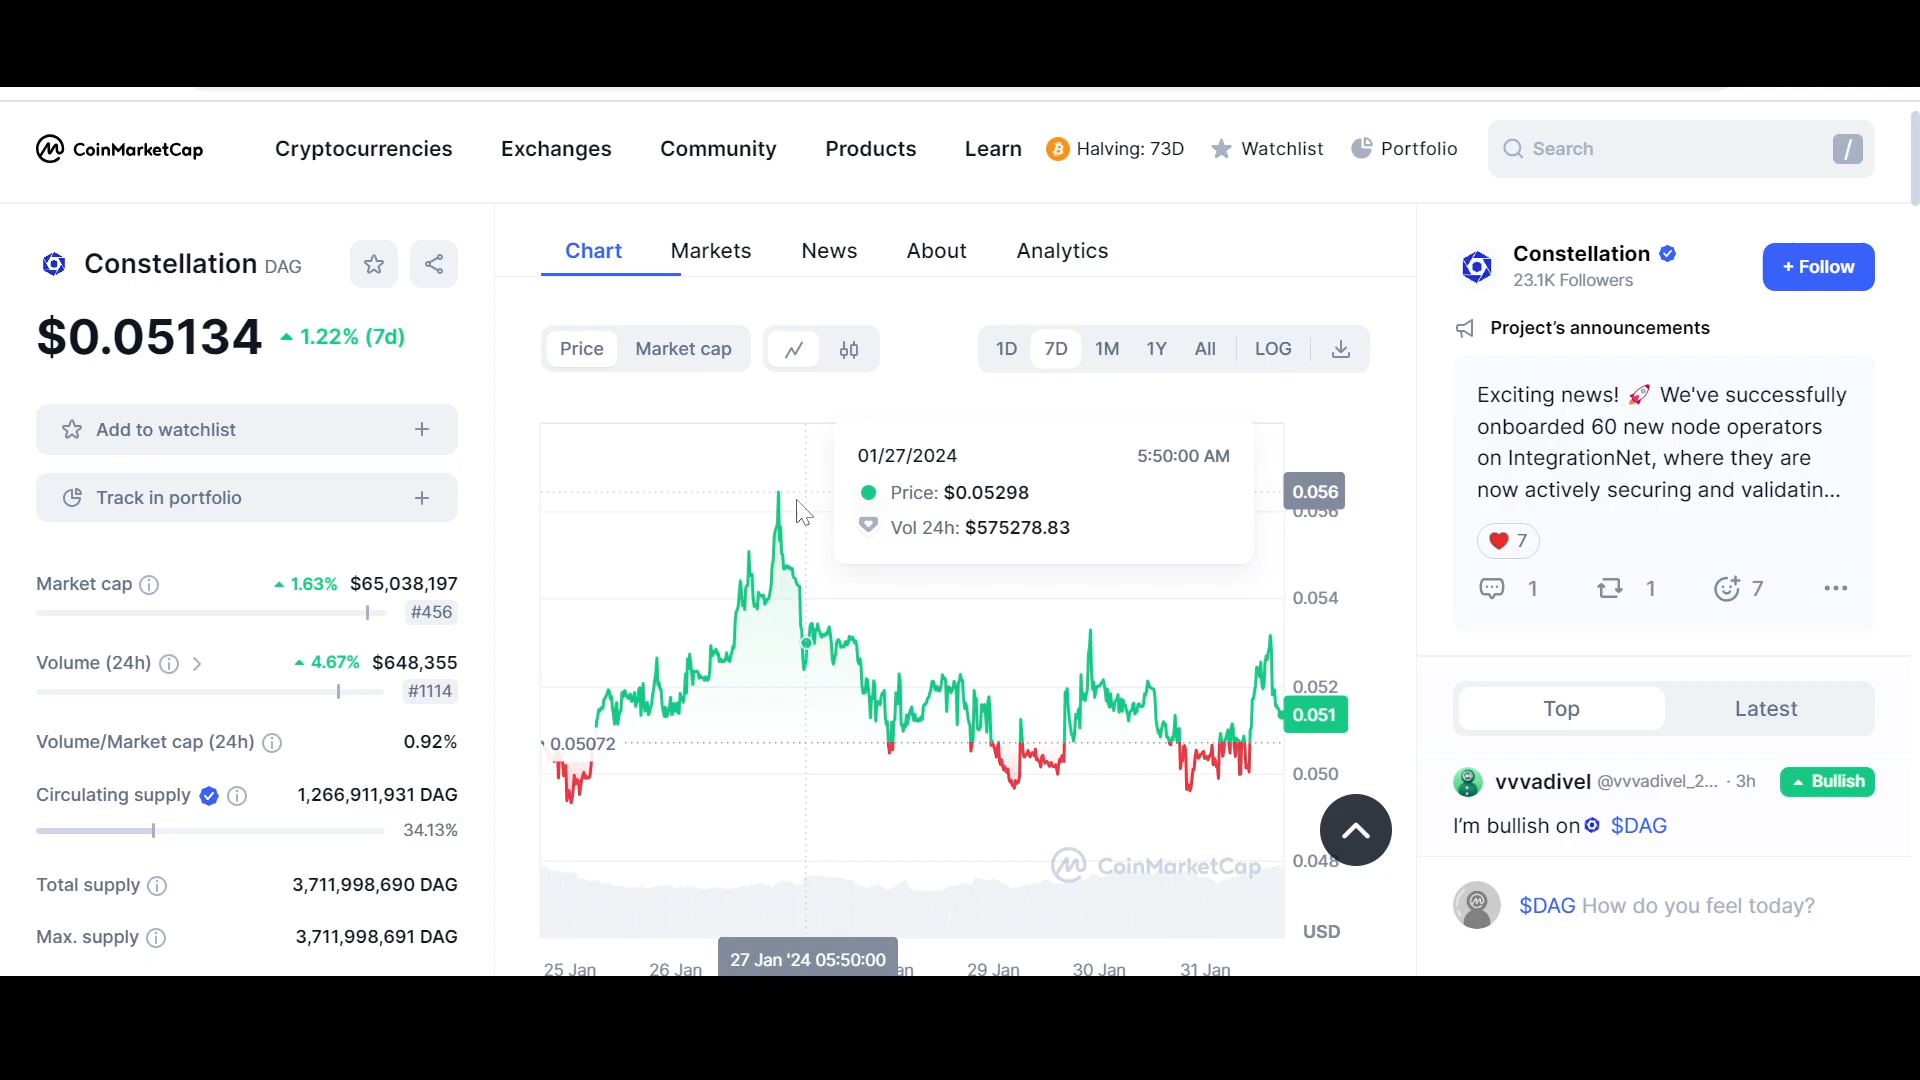 CoinMarketCap
Cryptocurrencies Exchanges Community Products Learn Halving: 73D Watchlist Portfolio Search /
Constellation DAG
$0.05134 1.22% (7d)
Add to watchlist +
Track in portfolio +
Market cap 1.63% $65,038,197
#456
Volume (24h) 4.67% $648,355
#1114
Volume/Market cap (24h) 0.92%
Circulating supply 1,266,911,931 DAG
34.13%
Total supply 3,711,998,690 DAG
Max. supply 3,711,998,691 DAG
Chart Markets News About Analytics
Price Market cap 1D 7D 1M 1Y All LOG
01/27/2024 5:50:00 AM
Price: $0.05298
Vol 24h: $575278.83
0.056
0.056
0.054
0.052
0.051
0.05072
0.050
0.048
CoinMarketCap
USD
25 Jan 26 Jan 27 Jan '24 05:50:00 an 29 Jan 30 Jan 31 Jan
Constellation
23.1K Followers
+ Follow
Project's announcements
Exciting news! 🚀 We've successfully
onboarded 60 new node operators
on IntegrationNet, where they are
now actively securing and validatin...
❤️ 7
1 1 7
Top Latest
vvvadivel @vvvadivel_2... · 3h Bullish
I'm bullish on $DAG
$DAG How do you feel today?